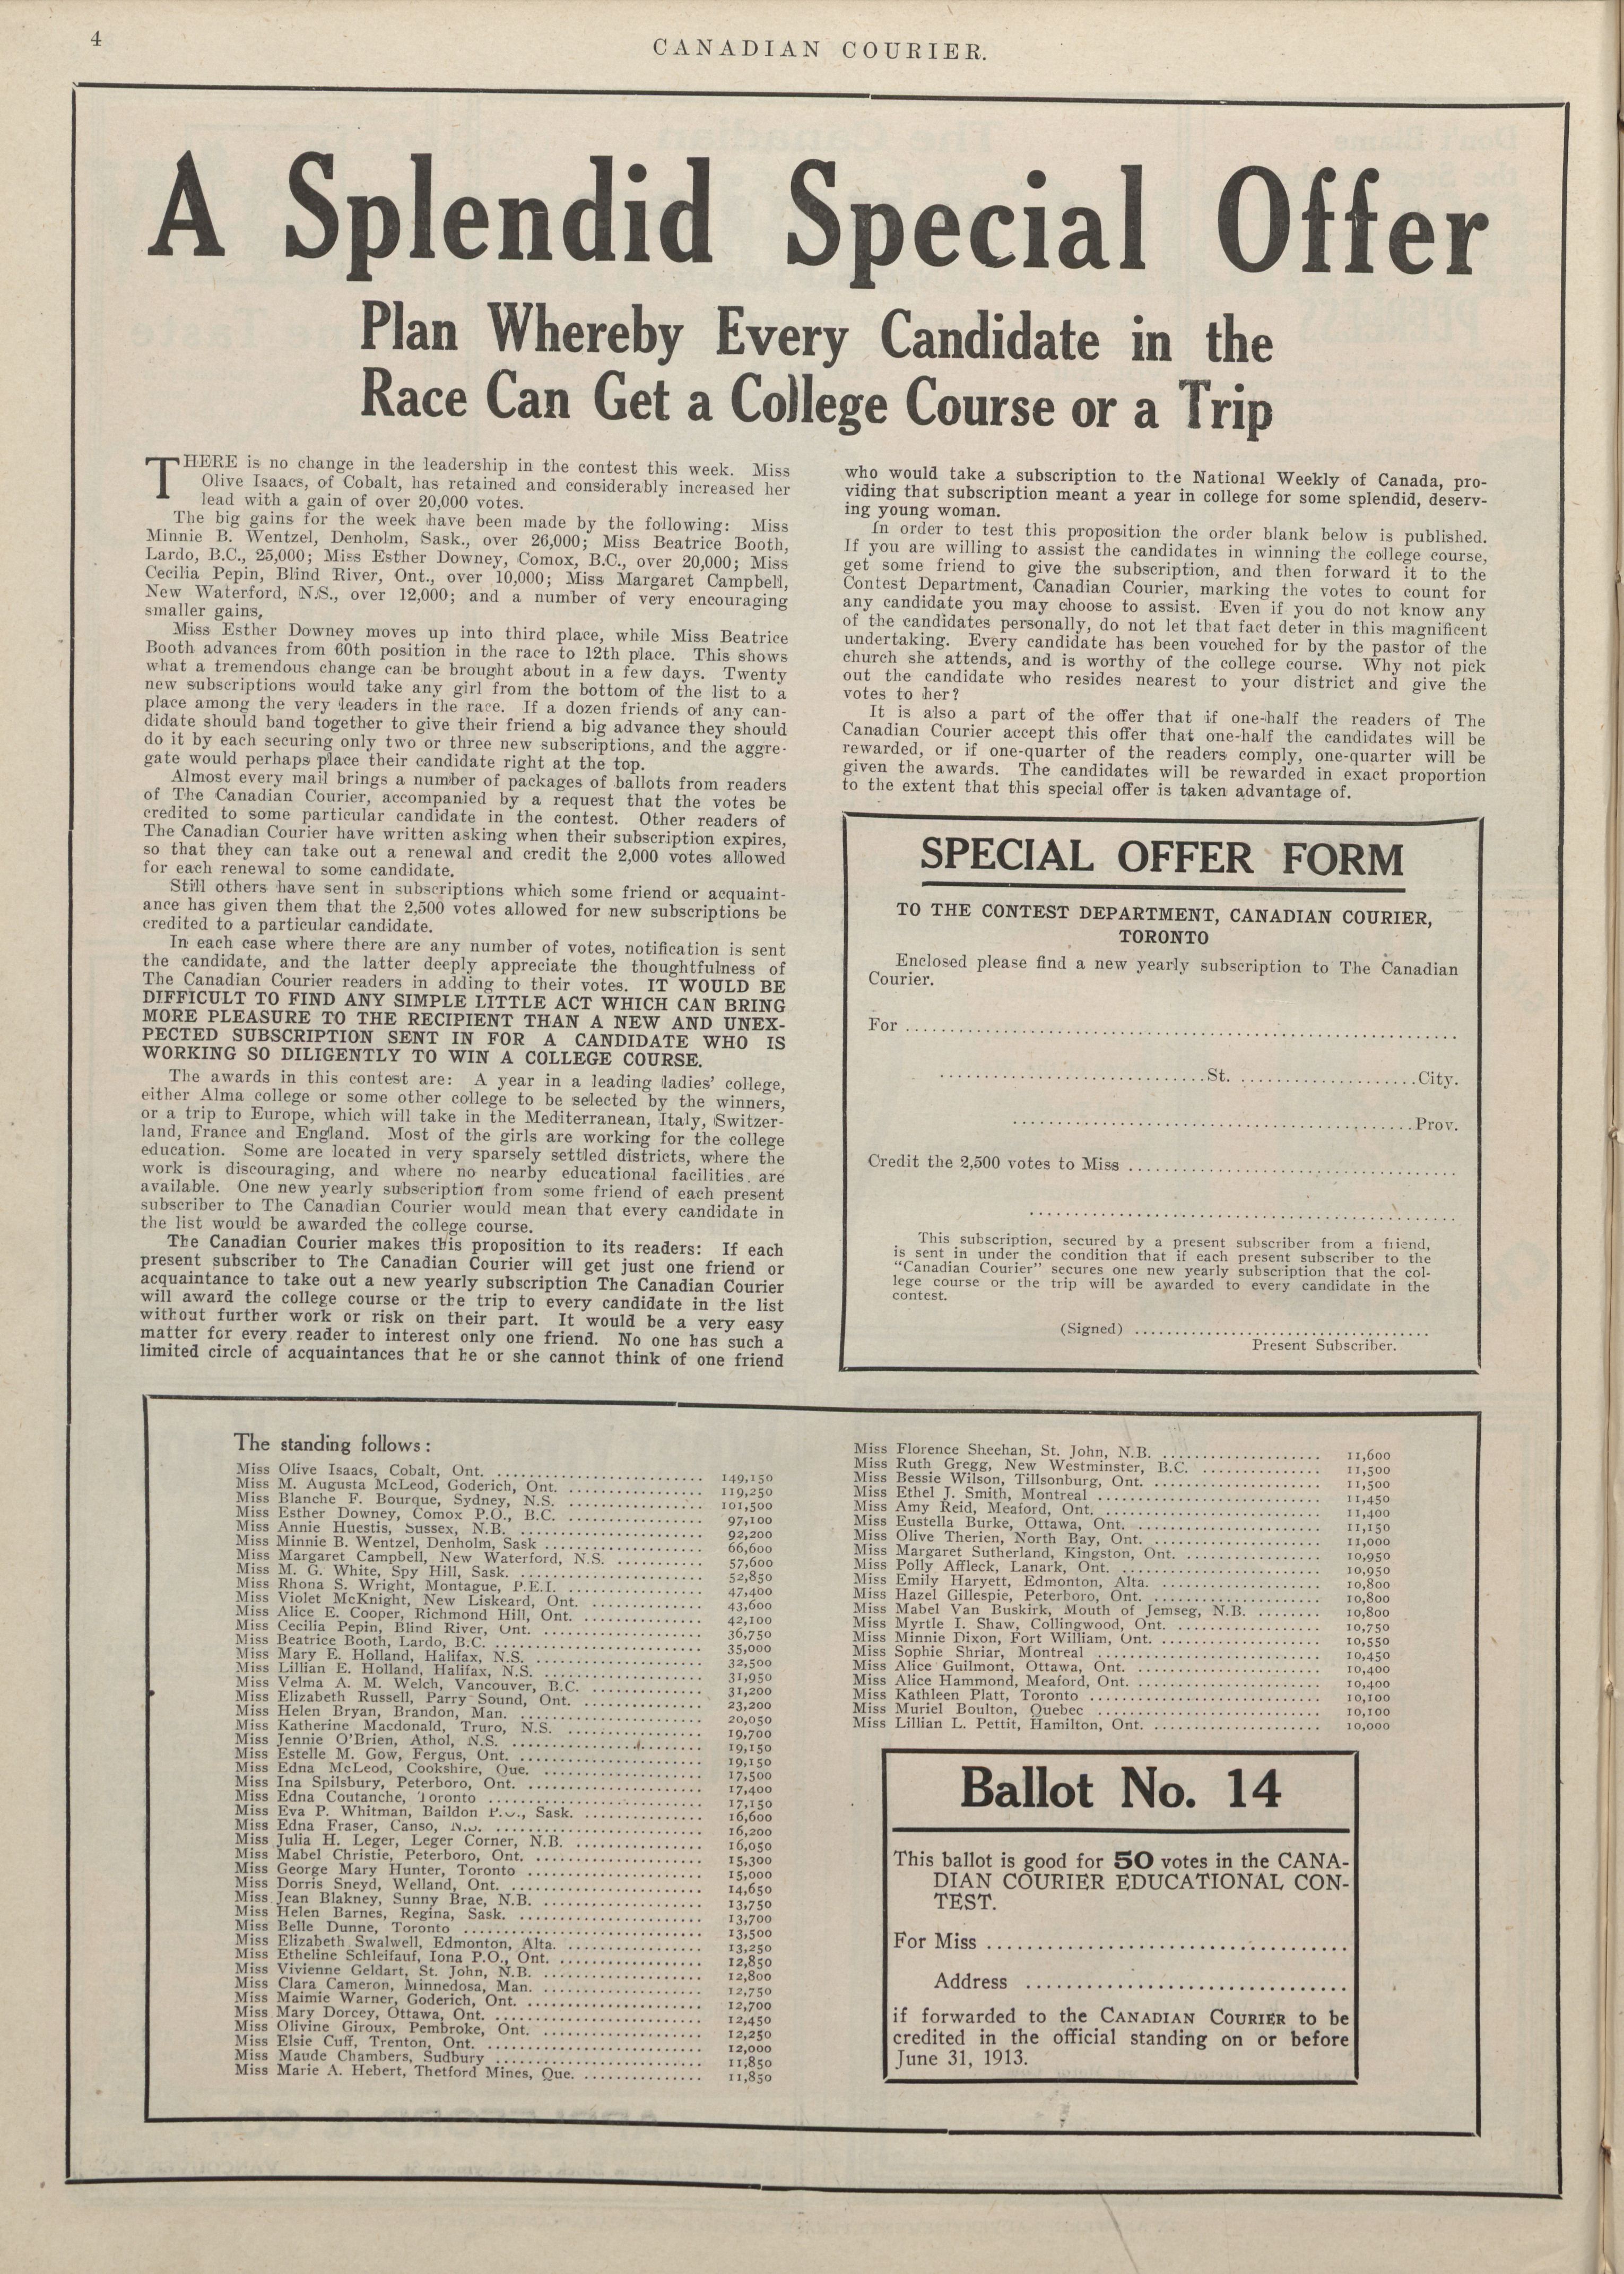 4
CANADIAN COURIER.
A Splendid Special Offer
Plan Whereby Every Candidate in the
Race Can Get a College Course or a Trip
THERE is no change in the leadership in the contest this week. Miss
Olive Isaacs, of Cobalt, has retained and considerably increased her
lead with a gain of over 20,000 votes.
The big gains for the week have been made by the following: Miss
Minnie B. Wentzel, Denholm, Sask., over 26,000; Miss Beatrice Booth,
Lardo, B.C., 25,000; Miss Esther Downey, Comox, B.C., over 20,000; Miss
Cecilia Pepin, Blind River, Ont., over 10,000; Miss Margaret Campbell,
New Waterford, N.S., over 12,000; and a number of very encouraging
smaller gains,
Miss Esther Downey moves up into third place, while Miss Beatrice
Booth advances from 60th position in the race to 12th place. This shows
what a tremendous change can be brought about in a few days. Twenty
new subscriptions would take any girl from the bottom of the list to a
place among the very leaders in the race. If a dozen friends of any can-
didate should band together to give their friend a big advance they should
do it by each securing only two or three new subscriptions, and the aggre-
gate would perhaps place their candidate right at the top.
Almost every mail brings a number of packages of ballots from readers
of The Canadian Courier, accompanied by a request that the votes be
credited to some particular candidate in the contest. Other readers of
The Canadian Courier have written asking when their subscription expires,
so that they can take out a renewal and credit the 2,000 votes allowed
for each renewal to some candidate.
Still others have sent in subscriptions which some friend or acquaint-
ance has given them that the 2,500 votes allowed for new subscriptions be
credited to a particular candidate.
In each case where there are any number of votes, notification is sent
the candidate, and the latter deeply appreciate the thoughtfulness of
The Canadian Courier readers in adding to their votes. IT WOULD BE
DIFFICULT TO FIND ANY SIMPLE LITTLE ACT WHICH CAN BRING
MORE PLEASURE TO THE RECIPIENT THAN A NEW AND UNEX-
PECTED SUBSCRIPTION SENT IN FOR A CANDIDATE WHO IS
WORKING SO DILIGENTLY TO WIN A COLLEGE COURSE.
The awards in this contest are: A year in a leading ladies' college,
either Alma college or some other college to be selected by the winners,
or a trip to Europe, which will take in the Mediterranean, Italy, Switzer-
land, France and England. Most of the girls are working for the college
education. Some are located in very sparsely settled districts, where the
work is discouraging, and where no nearby educational facilities are
available. One new yearly subscription from some friend of each present
subscriber to The Canadian Courier would mean that every candidate in
the list would be awarded the college course.
The Canadian Courier makes this proposition to its readers: If each
present subscriber to The Canadian Courier will get just one friend or
acquaintance to take out a new yearly subscription The Canadian Courier
will award the college course or the trip to every candidate in the list
without further work or risk on their part. It would be a very easy
matter for every reader to interest only one friend. No one has such a
limited circle of acquaintances that he or she cannot think of one friend
who would take a subscription to the National Weekly of Canada, pro-
viding that subscription meant a year in college for some splendid, deserv-
ing young woman.
In order to test this proposition the order blank below is published.
If you are willing to assist the candidates in winning the college course,
get some friend to give the subscription, and then forward it to the
Contest Department, Canadian Courier, marking the votes to count for
any candidate you may choose to assist. Even if you do not know any
of the candidates personally, do not let that fact deter in this magnificent
undertaking. Every candidate has been vouched for by the pastor of the
church she attends, and is worthy of the college course. Why not pick
out the candidate who resides nearest to your district and give the
votes to her?
It is also a part of the offer that if one-half the readers of The
Canadian Courier accept this offer that one-half the candidates will be
rewarded, or if one-quarter of the readers comply, one-quarter will be
given the awards. The candidates will be rewarded in exact proportion
to the extent that this special offer is taken advantage of.
SPECIAL OFFER FORM
TO THE CONTEST DEPARTMENT, CANADIAN COURIER,
TORONTO
Enclosed please find a new yearly subscription to The Canadian
Courier.
For ........................................
........................St. ....................City.
........................................Prov.
Credit the 2,500 votes to Miss ........................................
........................................
This subscription, secured by a present subscriber from a friend,
is sent in under the condition that if each present subscriber to the
"Canadian Courier" secures one new yearly subscription that the col-
lege course or the trip will be awarded to every candidate in the
contest.
(Signed) ........................................
Present Subscriber.
The standing follows:
Miss Olive Isaacs, Cobalt, Ont. .......... 149,150
Miss M. Augusta McLeod, Goderich, Ont. .......... 119,250
Miss Blanche F. Bourque, Sydney, N.S. .......... 101,500
Miss Esther Downey, Comox P.O., B.C. .......... 97,100
Miss Annie Huestis, Sussex, N.B. .......... 92,200
Miss Minnie B. Wentzel, Denholm, Sask .......... 66,600
Miss Margaret Campbell, New Waterford, N.S. .......... 57,600
Miss M. G. White, Spy Hill, Sask. .......... 52,850
Miss Rhona S. Wright, Montague, P.E.I. .......... 47,400
Miss Violet McKnight, New Liskeard, Ont. .......... 43,600
Miss Alice E. Cooper, Richmond Hill, Ont. .......... 42,100
Miss Cecilia Pepin, Blind River, Ont. .......... 36,750
Miss Beatrice Booth, Lardo, B.C. .......... 35,000
Miss Mary E. Holland, Halifax, N.S. .......... 32,500
Miss Lillian E. Holland, Halifax, N.S. .......... 31,950
Miss Velma A. M. Welch, Vancouver, B.C. .......... 31,200
Miss Elizabeth Russell, Parry Sound, Ont. .......... 23,200
Miss Helen Bryan, Brandon, Man. .......... 20,050
Miss Katherine Macdonald, Truro, N.S. .......... 19,700
Miss Jennie O'Brien, Athol, N.S. .......... 19,150
Miss Estelle M. Gow, Fergus, Ont. .......... 19,150
Miss Edna McLeod, Cookshire, Que. .......... 17,500
Miss Ina Spilsbury, Peterboro, Ont. .......... 17,400
Miss Edna Coutanche, Toronto .......... 17,150
Miss Eva P. Whitman, Baildon P.O., Sask. .......... 16,600
Miss Edna Fraser, Canso, N.S. .......... 16,200
Miss Julia H. Leger, Leger Corner, N.B. .......... 16,050
Miss Mabel Christie, Peterboro, Ont. .......... 15,300
Miss George Mary Hunter, Toronto .......... 15,000
Miss Dorris Sneyd, Welland, Ont. .......... 14,650
Miss Jean Blakney, Sunny Brae, N.B. .......... 13,750
Miss Helen Barnes, Regina, Sask. .......... 13,700
Miss Belle Dunne, Toronto .......... 13,500
Miss Elizabeth Swalwell, Edmonton, Alta. .......... 13,250
Miss Etheline Schleifauf, Iona P.O., Ont. .......... 12,850
Miss Vivienne Geldart, St. John, N.B. .......... 12,800
Miss Clara Cameron, Minnedosa, Man. .......... 12,750
Miss Maimie Warner, Goderich, Ont. .......... 12,700
Miss Mary Dorcey, Ottawa, Ont. .......... 12,450
Miss Olivine Giroux, Pembroke, Ont. .......... 12,250
Miss Elsie Cuff, Trenton, Ont. .......... 12,000
Miss Maude Chambers, Sudbury .......... 11,850
Miss Marie A. Hebert, Thetford Mines, Que. .......... 11,850
Miss Florence Sheehan, St. John, N.B. .......... 11,600
Miss Ruth Gregg, New Westminster, B.C. .......... 11,500
Miss Bessie Wilson, Tillsonburg, Ont. .......... 11,500
Miss Ethel J. Smith, Montreal .......... 11,450
Miss Amy Reid, Meaford, Ont. .......... 11,400
Miss Eustella Burke, Ottawa, Ont. .......... 11,150
Miss Olive Therien, North Bay, Ont. .......... 11,000
Miss Margaret Sutherland, Kingston, Ont. .......... 10,950
Miss Polly Affleck, Lanark, Ont. .......... 10,950
Miss Emily Haryett, Edmonton, Alta. .......... 10,800
Miss Hazel Gillespie, Peterboro, Ont. .......... 10,800
Miss Mabel Van Buskirk, Mouth of Jemseg, N.B. .......... 10,800
Miss Myrtle I. Shaw, Collingwood, Ont. .......... 10,750
Miss Minnie Dixon, Fort William, Ont. .......... 10,550
Miss Sophie Shriar, Montreal .......... 10,450
Miss Alice Guilmont, Ottawa, Ont. .......... 10,400
Miss Alice Hammond, Meaford, Ont. .......... 10,400
Miss Kathleen Platt, Toronto .......... 10,100
Miss Muriel Boulton, Quebec .......... 10,100
Miss Lillian L. Pettit, Hamilton, Ont. .......... 10,000
Ballot No. 14
This ballot is good for 50 votes in the CANA-
DIAN COURIER EDUCATIONAL CON-
TEST.
For Miss ....................................
Address ....................................
if forwarded to the CANADIAN COURIER to be
credited in the official standing on or before
June 31, 1913.